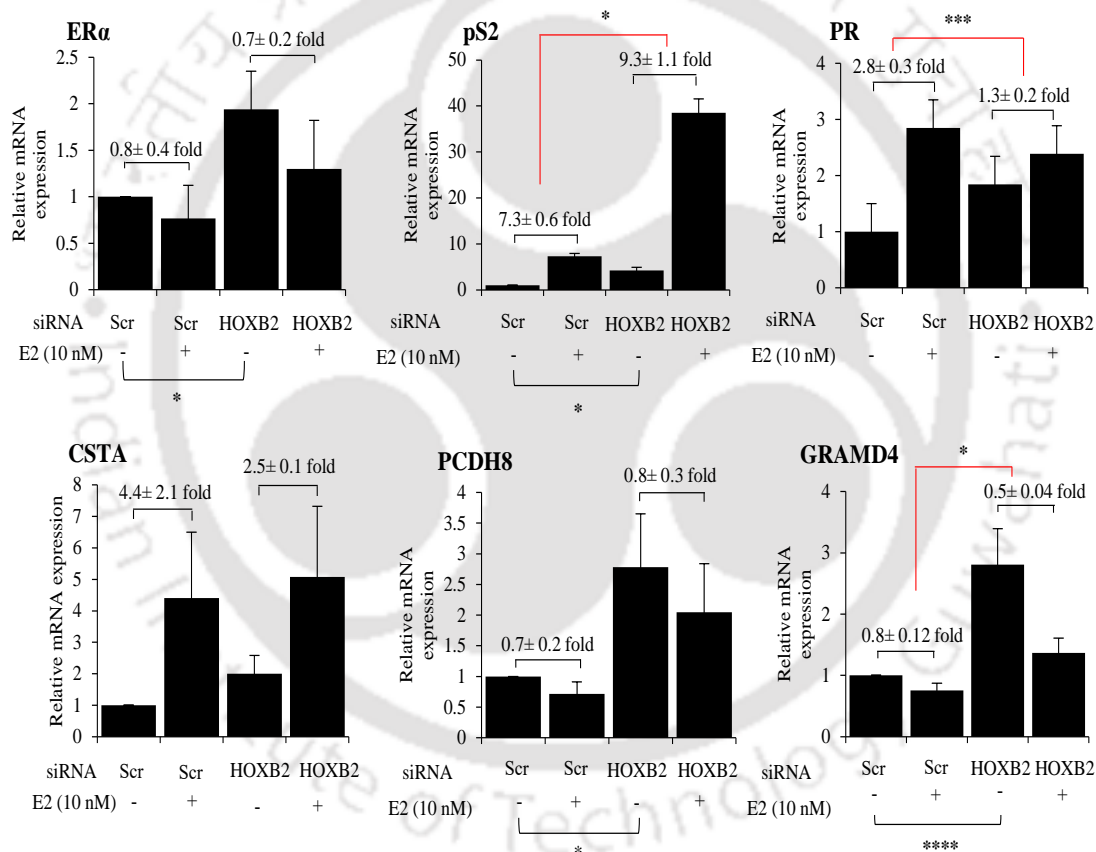 ERα
0.7± 0.2 fold
2.5
2
1.5
1
0.5
0
Relative mRNA
expression
0.8± 0.4 fold
siRNA Scr Scr HOXB2 HOXB2
E2 (10 nM) - + - +
*
pS2
*
9.3± 1.1 fold
50
40
30
20
10
0
Relative mRNA
expression
7.3± 0.6 fold
siRNA Scr Scr HOXB2 HOXB2
E2 (10 nM) - + - +
*
PR
***
2.8± 0.3 fold
1.3± 0.2 fold
4
3
2
1
0
Relative mRNA
expression
siRNA Scr Scr HOXB2 HOXB2
E2 (10 nM) - + - +
CSTA
2.5± 0.1 fold
4.4± 2.1 fold
8
7
6
5
4
3
2
1
0
Relative mRNA expression
siRNA Scr Scr HOXB2 HOXB2
E2 (10 nM) - + - +
PCDH8
0.8± 0.3 fold
4
3.5
3
2.5
2
1.5
1
0.5
0
Relative mRNA
expression
0.7± 0.2 fold
siRNA Scr Scr HOXB2 HOXB2
E2 (10 nM) - + - +
*
GRAMD4
*
0.5± 0.04 fold
4
3
2
1
0
Relative mRNA
expression
0.8± 0.12 fold
siRNA Scr Scr HOXB2 HOXB2
E2 (10 nM) - + - +
****